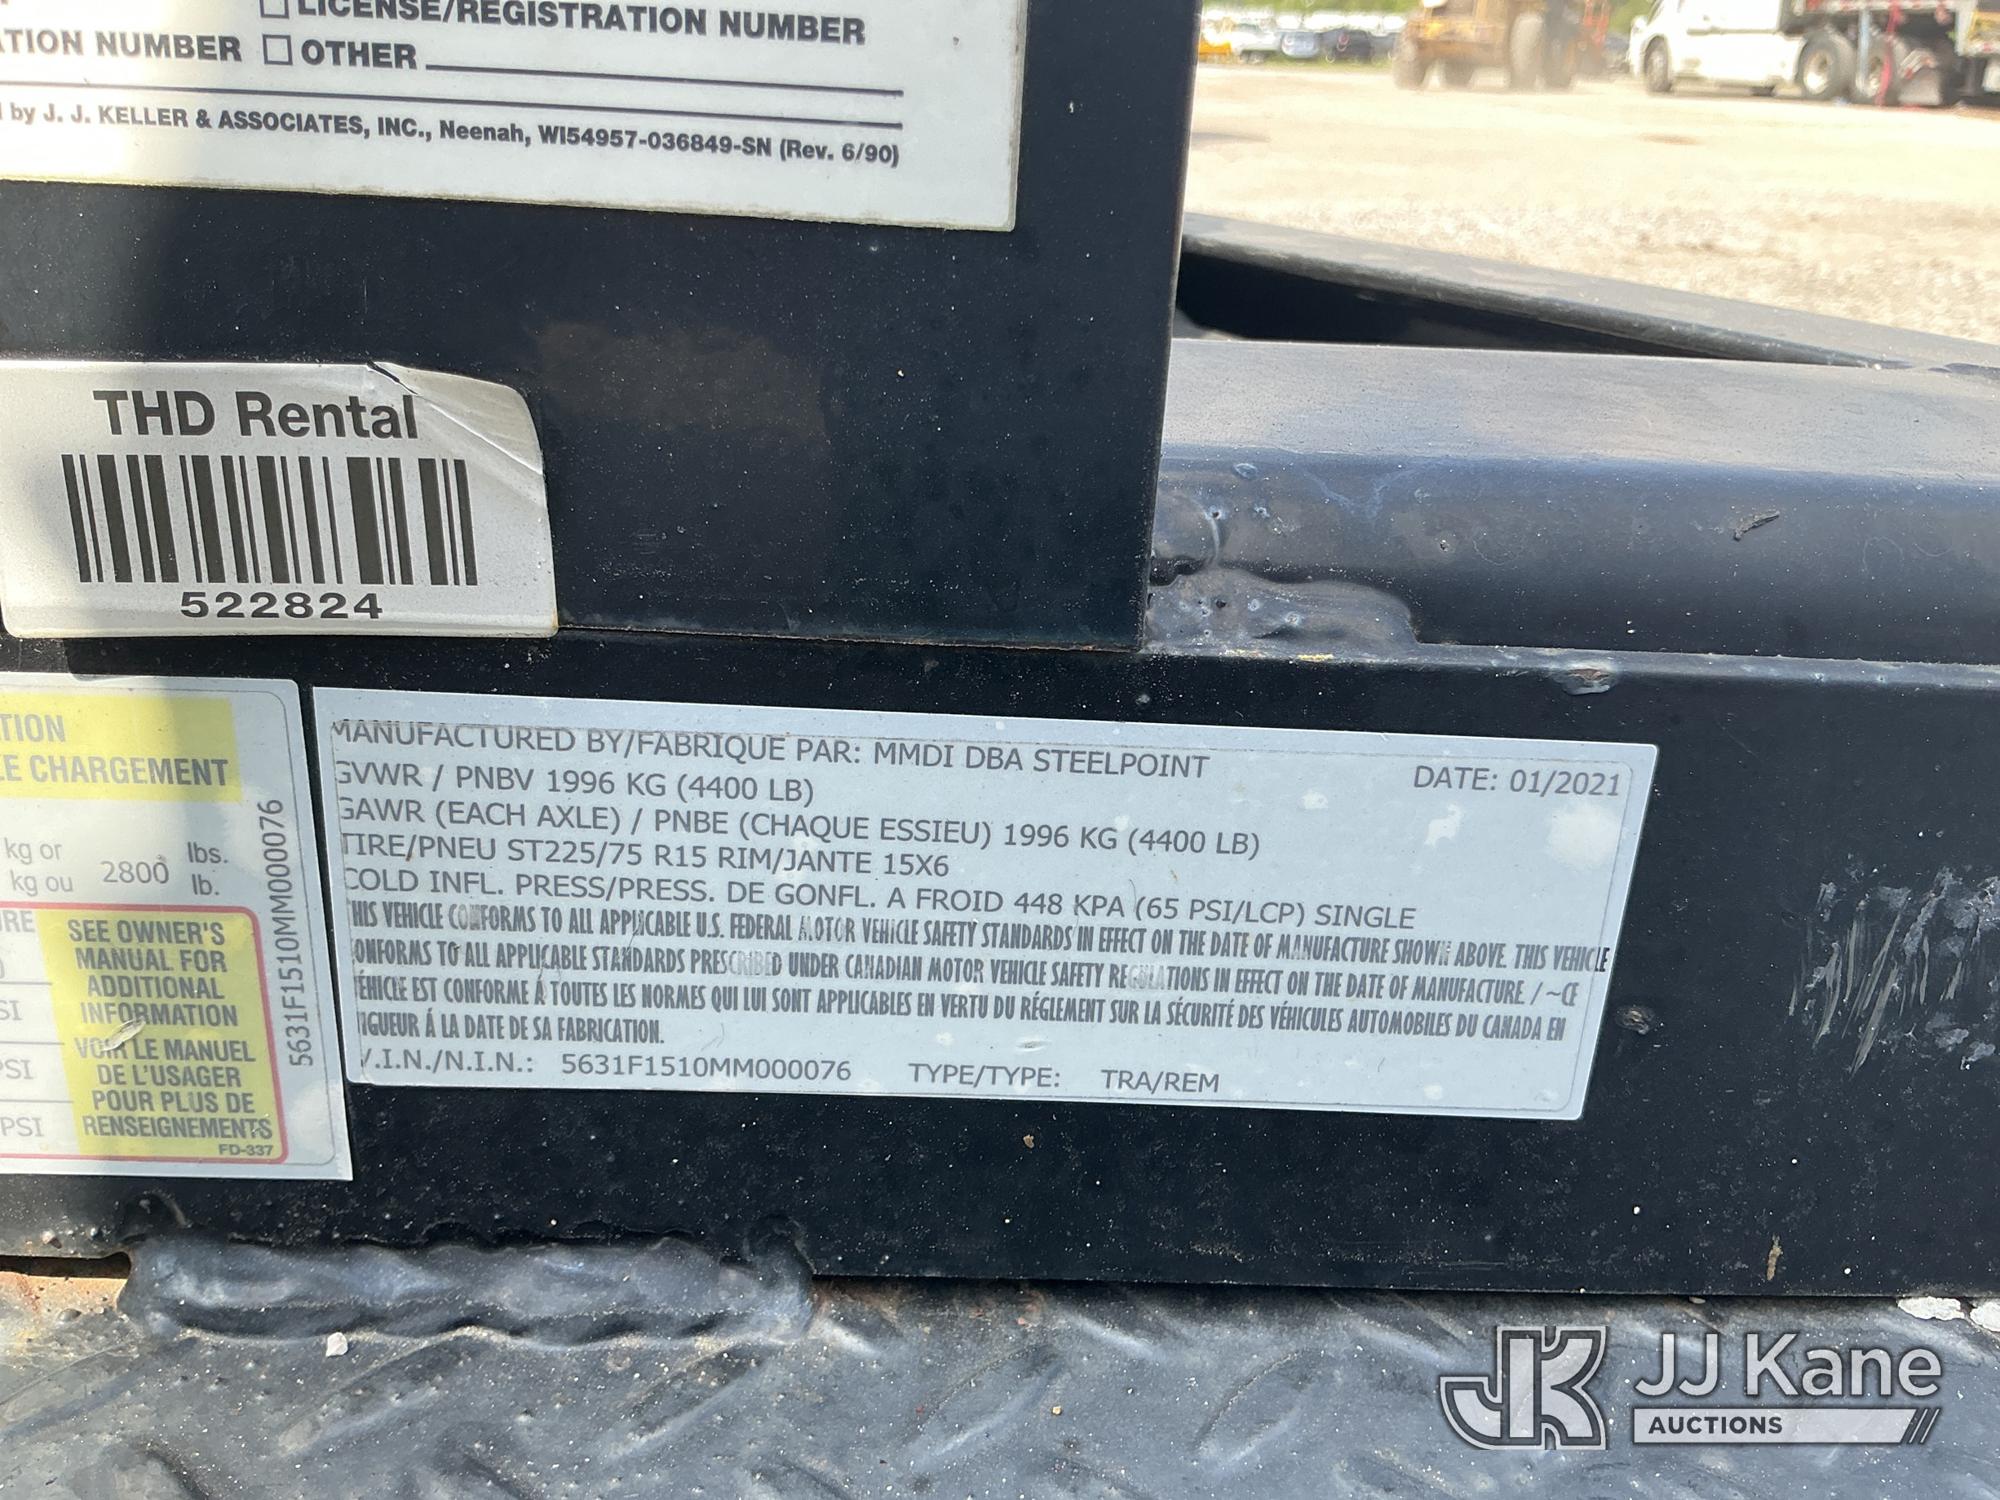 LICENSE/REGISTRATION NUMBER
NUMBER □ OTHER
by J. J. KELLER & ASSOCIATES, INC., Neenah, WI54957-036849-SN (Rev. 6/90)
THD Rental
522824
CHARGEMENT
kg or 2800 lbs.
kg ou lb.
SEE OWNER'S
MANUAL FOR
ADDITIONAL
INFORMATION
VOIR LE MANUEL
DE L'USAGER
POUR PLUS DE
PSI RENSEIGNEMENTS
FD-337
5631F1510MM000076
MANUFACTURED BY/FABRIQUE PAR: MMDI DBA STEELPOINT DATE: 01/2021
GVWR / PNBV 1996 KG (4400 LB)
GAWR (EACH AXLE) / PNBE (CHAQUE ESSIEU) 1996 KG (4400 LB)
TIRE/PNEU ST225/75 R15 RIM/JANTE 15X6
COLD INFL. PRESS/PRESS. DE GONFL. A FROID 448 KPA (65 PSI/LCP) SINGLE
THIS VEHICLE CONFORMS TO ALL APPLICABLE U.S. FEDERAL MOTOR VEHICLE SAFETY STANDARDS IN EFFECT ON THE DATE OF MANUFACTURE SHOWN ABOVE. THIS VEHICLE
CONFORMS TO ALL APPLICABLE STANDARDS PRESCRIBED UNDER CANADIAN MOTOR VEHICLE SAFETY REGULATIONS IN EFFECT ON THE DATE OF MANUFACTURE. / ~CE
VÉHICLE EST CONFORME Á TOUTES LES NORMES QUI LUI SONT APPLICABLES EN VERTU DU RÉGLEMENT SUR LA SÉCURITÉ DES VÉHICULES AUTOMOBILES DU CANADA EN
VIGUEUR Á LA DATE DE SA FABRICATION.
V.I.N./N.I.N.: 5631F1510MM000076 TYPE/TYPE: TRA/REM
JK JJ Kane
AUCTIONS